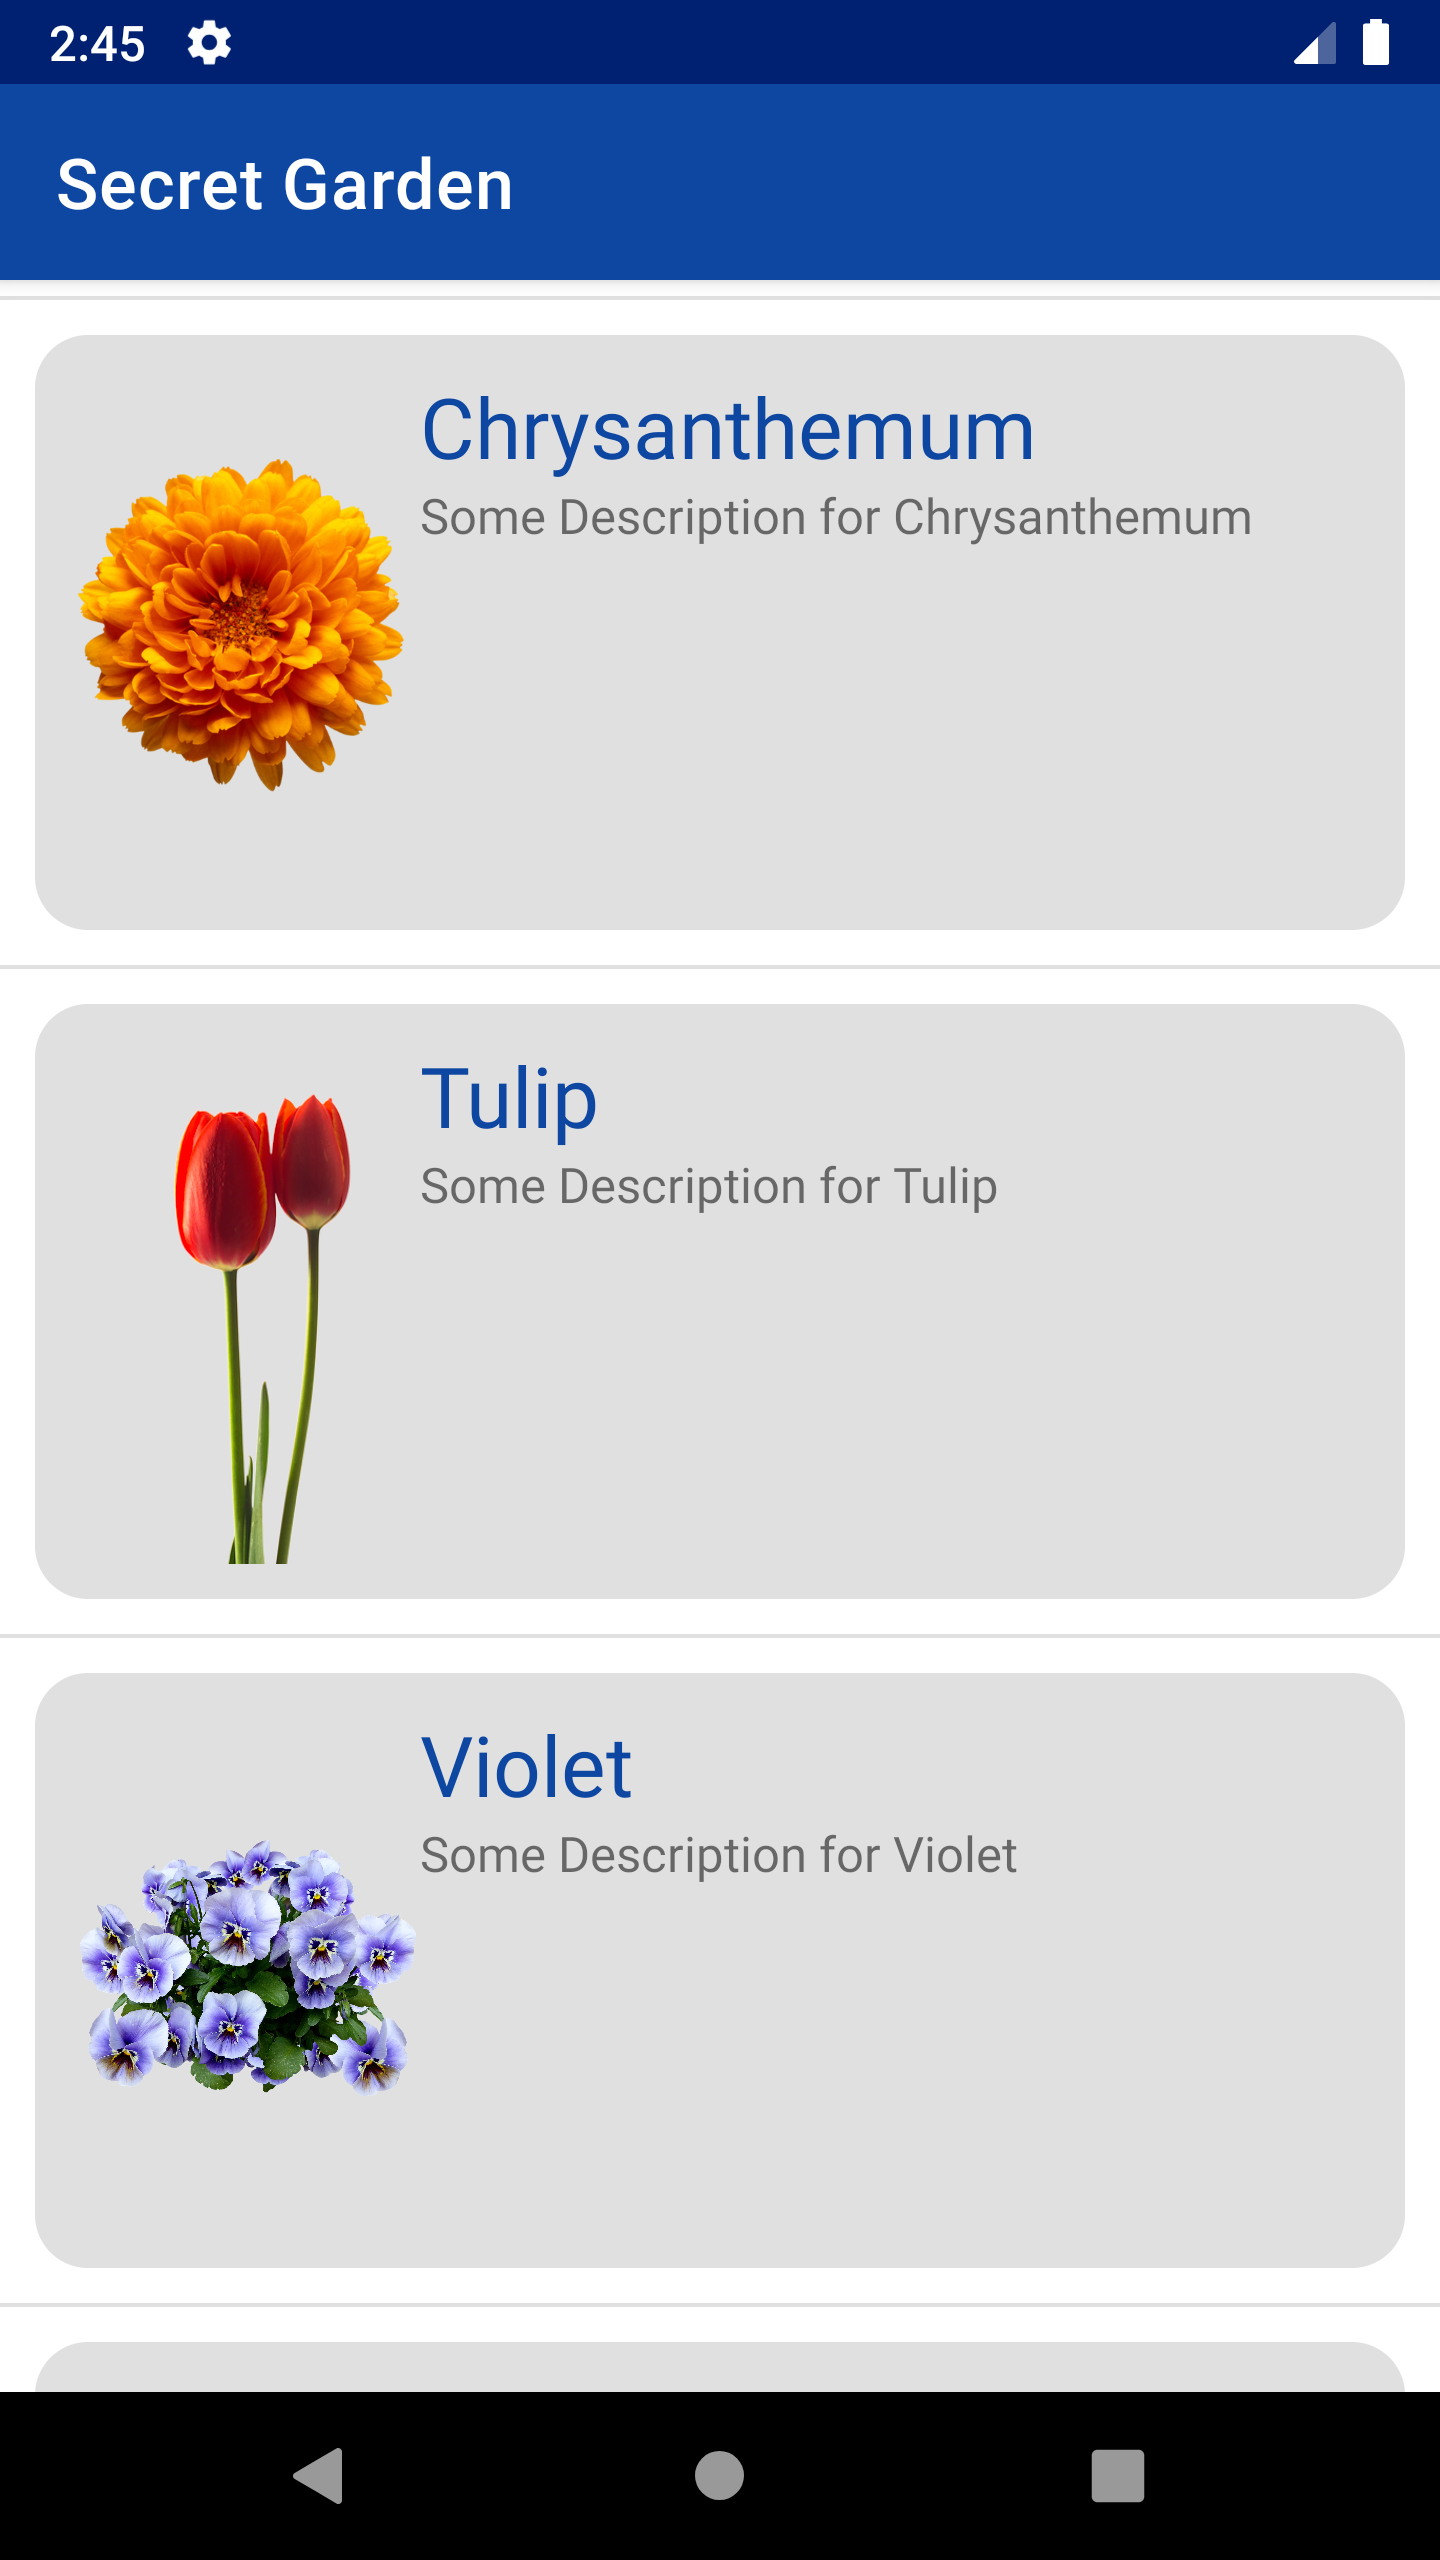 2:45
Secret Garden
Chrysanthemum
Some Description for Chrysanthemum
Tulip
Some Description for Tulip
Violet
Some Description for Violet